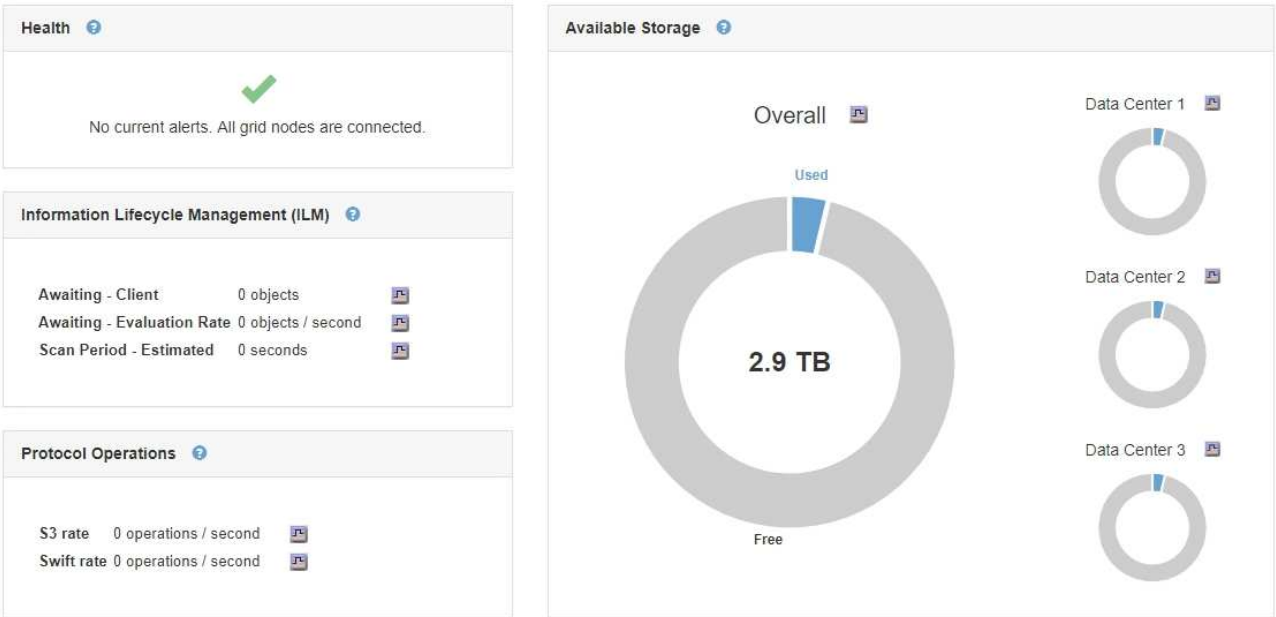 Health
No current alerts. All grid nodes are connected.
Information Lifecycle Management (ILM)
Awaiting - Client 0 objects
Awaiting - Evaluation Rate 0 objects / second
Scan Period - Estimated 0 seconds
Protocol Operations
S3 rate 0 operations / second
Swift rate 0 operations / second
Available Storage
Overall
Used
2.9 TB
Free
Data Center 1
Data Center 2
Data Center 3